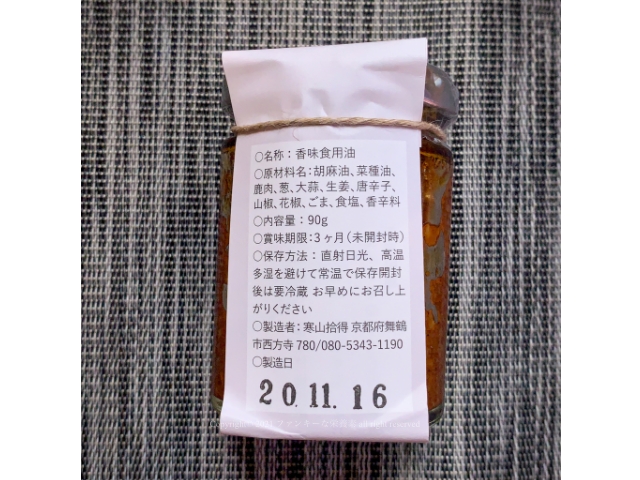 ○名称：香味食用油
○原材料名：胡麻油、菜種油、
鹿肉、葱、大蒜、生姜、唐辛子、
山椒、花椒、ごま、食塩、香辛料
○内容量：90g
○賞味期限：3ヶ月（未開封時）
○保存方法：直射日光、高温
多湿を避けて常温で保存開封
後は要冷蔵 お早めにお召し上
がりください
○製造者：寒山拾得 京都府舞鶴
市西方寺 780/080-5343-1190
○製造日
20.11.16